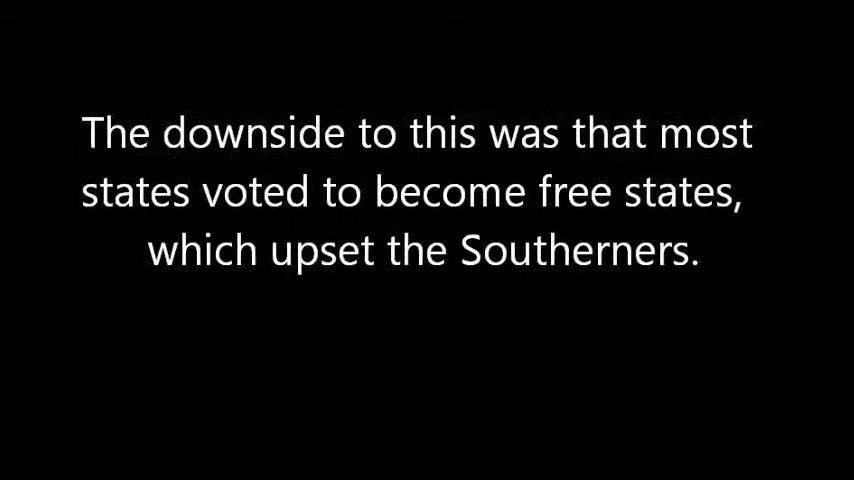 The downside to this was that most
states voted to become free states,
which upset the Southerners.